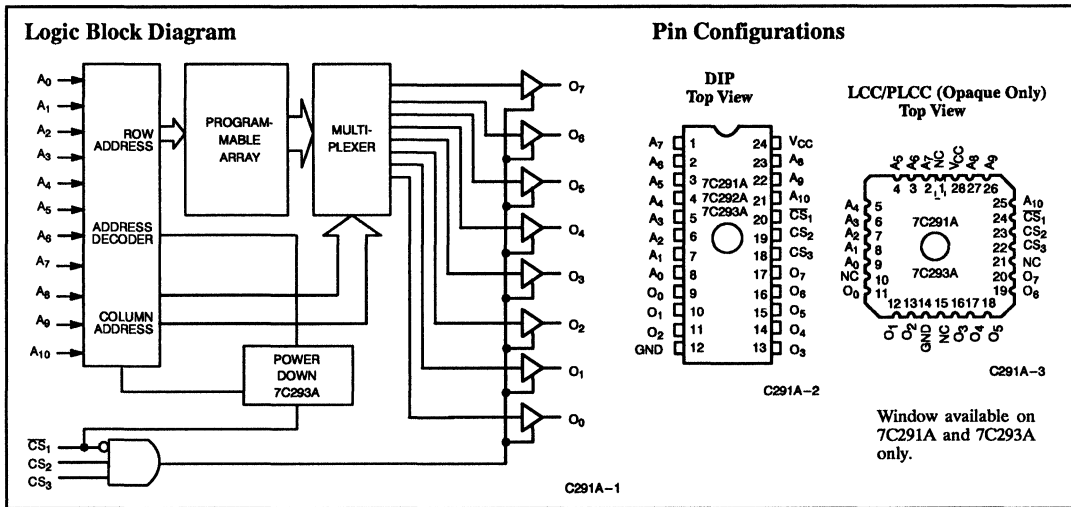 Logic Block Diagram
A0
A1
A2
A3
A4
A5
A6
A7
A8
A9
A10
ROW
ADDRESS
ADDRESS
DECODER
COLUMN
ADDRESS
PROGRAM-
MABLE
ARRAY
MULTI-
PLEXER
POWER
DOWN
7C293A
O7
O6
O5
O4
O3
O2
O1
O0
CS1
CS2
CS3
C291A-1
Pin Configurations
DIP
Top View
A7 1 24 VCC
A6 2 23 A8
A5 3 7C291A 22 A9
A4 4 7C292A 21 A10
A3 5 7C293A 20 CS1
A2 6 19 CS2
A1 7 18 CS3
A0 8 17 O7
O0 9 16 O6
O1 10 15 O5
O2 11 14 O4
GND 12 13 O3
C291A-2
LCC/PLCC (Opaque Only)
Top View
A5 A6 A7 NC VCC A8 A9
4 3 2 1 28 27 26
A4 5 25 A10
A3 6 7C291A 24 CS1
A2 7 23 CS2
A1 8 22 CS3
A0 9 7C293A 21 NC
NC 10 20 O7
O0 11 19 O6
12 13 14 15 16 17 18
O1 O2 GND NC O3 O4 O5
C291A-3
Window available on
7C291A and 7C293A
only.